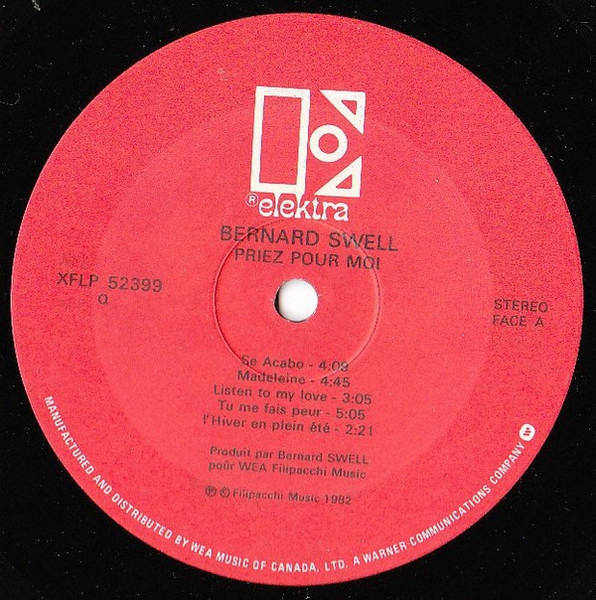 ® elektra
BERNARD SWELL
PRIEZ POUR MOI
XFLP 52399
Q
STEREO
FACE A
Se Acabo - 4:09
Madeleine - 4:45
Listen to my love - 3:05
Tu me fais peur - 5:05
l'Hiver en plein été - 2:21
Produit par Bernard SWELL
pour WEA Filipacchi Music
℗ © Filipacchi Music 1982
MANUFACTURED AND DISTRIBUTED BY WEA MUSIC OF CANADA, LTD. A WARNER COMMUNICATIONS COMPANY